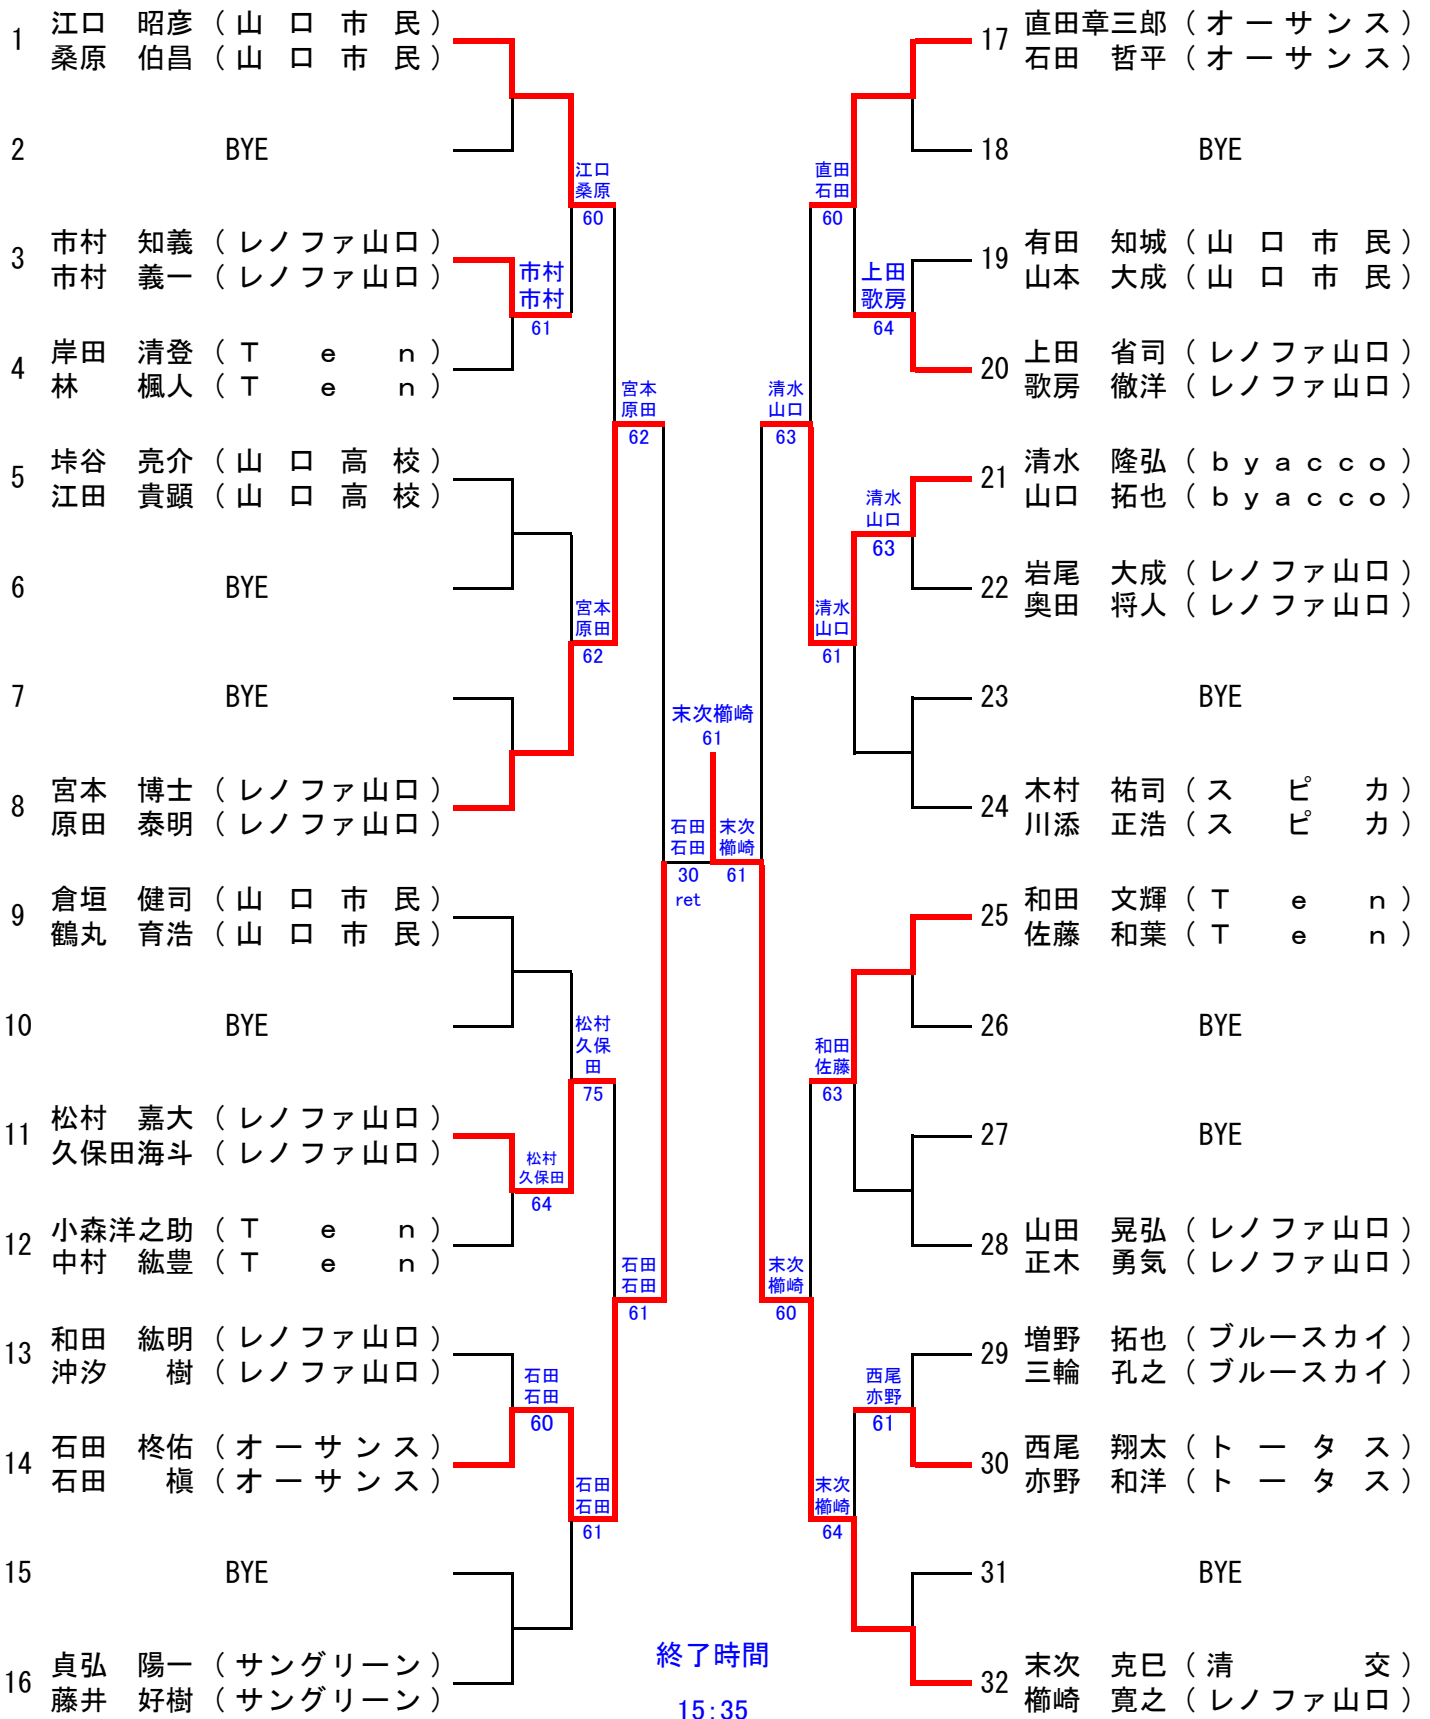 1 江口　昭彦（山口市民）
桑原　伯昌（山口市民）
2 BYE
3 市村　知義（レノファ山口）
市村　義一（レノファ山口）
4 岸田　清登（Ｔｅｎ）
林　楓人（Ｔｅｎ）
5 垰谷　亮介（山口高校）
江田　貴顕（山口高校）
6 BYE
7 BYE
8 宮本　博士（レノファ山口）
原田　泰明（レノファ山口）
9 倉垣　健司（山口市民）
鶴丸　育浩（山口市民）
10 BYE
11 松村　嘉大（レノファ山口）
久保田海斗（レノファ山口）
12 小森洋之助（Ｔｅｎ）
中村　紘豊（Ｔｅｎ）
13 和田　紘明（レノファ山口）
沖汐　樹（レノファ山口）
14 石田　柊佑（オーサンス）
石田　槇（オーサンス）
15 BYE
16 貞弘　陽一（サングリーン）
藤井　好樹（サングリーン）
市村
市村
61
松村
久保田
64
石田
石田
60
江口
桑原
60
宮本
原田
62
松村
久保
田
75
石田
石田
61
宮本
原田
62
石田
石田
61
石田
石田
30
ret
末次櫛崎
61
末次
櫛崎
61
清水
山口
63
末次
櫛崎
60
直田
石田
60
清水
山口
61
和田
佐藤
63
末次
櫛崎
64
上田
歌房
64
清水
山口
63
西尾
亦野
61
17 直田章三郎（オーサンス）
石田　哲平（オーサンス）
18 BYE
19 有田　知城（山口市民）
山本　大成（山口市民）
20 上田　省司（レノファ山口）
歌房　徹洋（レノファ山口）
21 清水　隆弘（ｂｙａｃｃｏ）
山口　拓也（ｂｙａｃｃｏ）
22 岩尾　大成（レノファ山口）
奥田　将人（レノファ山口）
23 BYE
24 木村　祐司（スピカ）
川添　正浩（スピカ）
25 和田　文輝（Ｔｅｎ）
佐藤　和葉（Ｔｅｎ）
26 BYE
27 BYE
28 山田　晃弘（レノファ山口）
正木　勇気（レノファ山口）
29 増野　拓也（ブルースカイ）
三輪　孔之（ブルースカイ）
30 西尾　翔太（トータス）
亦野　和洋（トータス）
31 BYE
32 末次　克巳（清交）
櫛崎　寛之（レノファ山口）
終了時間
15:35